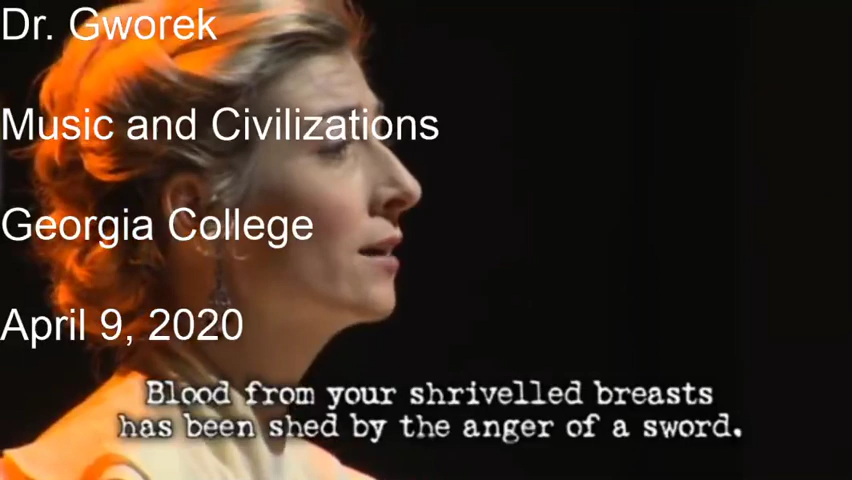 Dr. Gworek
Music and Civilizations
Georgia College
April 9, 2020
Blood from your shrivelled breasts
has been shed by the anger of a sword.